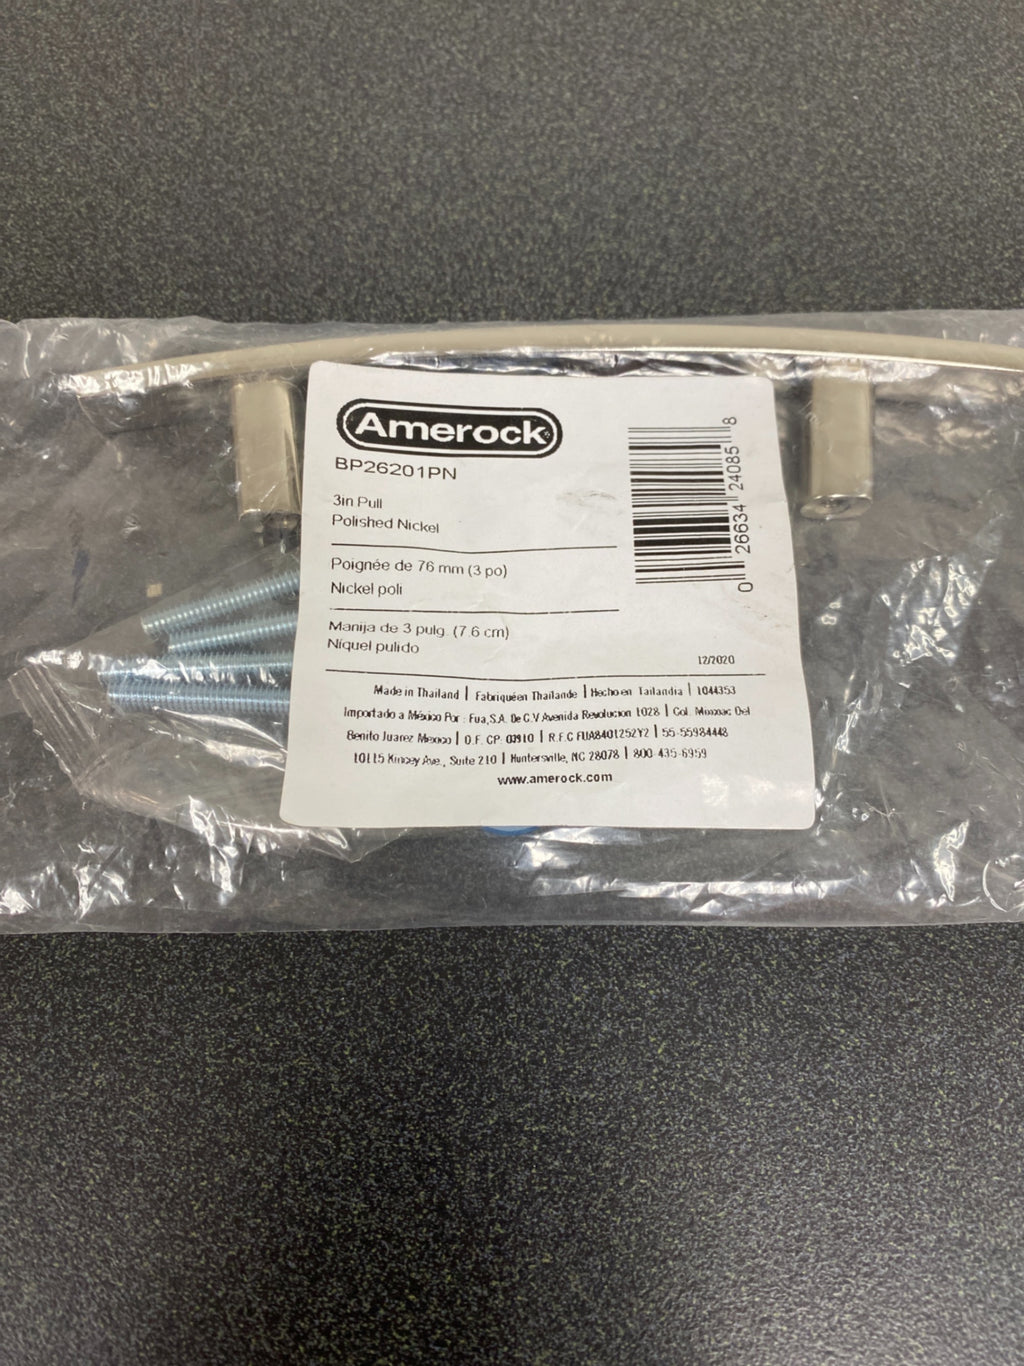 Amerock
BP26201PN
3in Pull
Polished Nickel
Poignée de 76 mm (3 po)
Nickel poli
Manija de 3 pulg. (7.6 cm)
Níquel pulido
12/2020
0 26634 24085 8
Made in Thailand | Fabriquéen Thaïlande | Hecho en Tailandia | 1044353
Importado a México Por : Fua, S.A. De C.V Avenida Revolucion 1028 | Col. Mixcoac Del
Benito Juarez Mexico | D.F. CP. 03910 | R.F.C FUA8401252Y2 | 55-55984448
10115 Kincey Ave., Suite 210 | Huntersville, NC 28078 | 800-435-6959
www.amerock.com